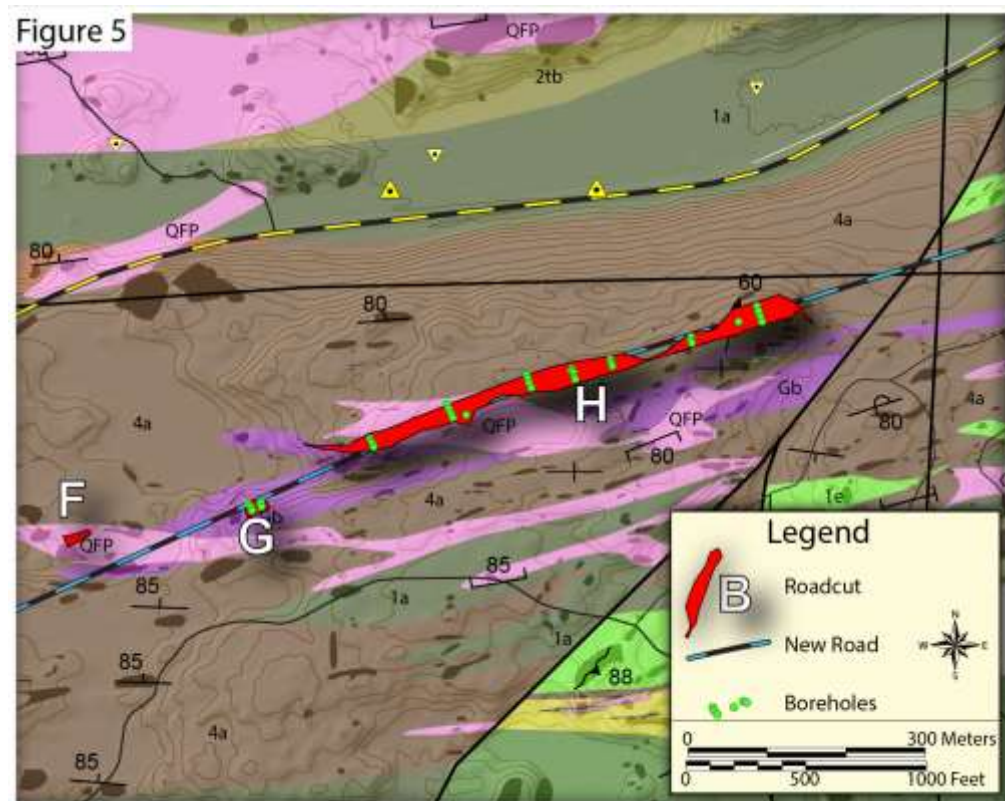 Figure 5
QFP
2tb
1a
QFP
4a
80
80
60
Gb
4a
QFP
QFP
80
80
4a
H
4a
F
QFP
G
1e
85
85
1a
1a
88
85
4a
85
Legend
B
Roadcut
New Road
N
W
E
S
Boreholes
0
300 Meters
0
500
1000 Feet